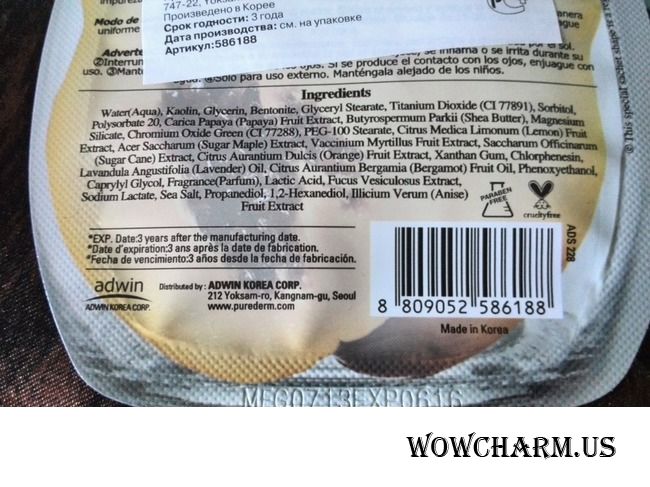 747-22, Yoksam
Произведено в Корее
Срок годности: 3 года
Дата производства: см. на упаковке
Артикул:586188
Modo de
uniforme
Adverte
②Interrun
uso. ③Mant
sol.
se inflama o se irrita durante su
ojos. Si se produce el contacto con los ojos, enjuague con
agua. ④Solo para uso externo. Manténgala alejado de los niños.
Ingredients
Water(Aqua), Kaolin, Glycerin, Bentonite, Glyceryl Stearate, Titanium Dioxide (CI 77891), Sorbitol,
Polysorbate 20, Carica Papaya (Papaya) Fruit Extract, Butyrospermum Parkii (Shea Butter), Magnesium
Silicate, Chromium Oxide Green (CI 77288), PEG-100 Stearate, Citrus Medica Limonum (Lemon) Fruit
Extract, Acer Saccharum (Sugar Maple) Extract, Vaccinium Myrtillus Fruit Extract, Saccharum Officinarum
(Sugar Cane) Extract, Citrus Aurantium Dulcis (Orange) Fruit Extract, Xanthan Gum, Chlorphenesin,
Lavandula Angustifolia (Lavender) Oil, Citrus Aurantium Bergamia (Bergamot) Fruit Oil, Phenoxyethanol,
Caprylyl Glycol, Fragrance(Parfum), Lactic Acid, Fucus Vesiculosus Extract,
Sodium Lactate, Sea Salt, Propanediol, 1,2-Hexanediol, Illicium Verum (Anise)
Fruit Extract
PARABEN
FREE
crueltyfree
*EXP. Date:3 years after the manufacturing date.
*Date d'expiration:3 ans après la date de fabrication.
*Fecha de vencimiento:3 años desde la fecha de fabricación.
adwin
ADWIN KOREA CORP.
Distributed by : ADWIN KOREA CORP.
212 Yoksam-ro, Kangnam-gu, Seoul
www.purederm.com
ADS 228
8 809052 586188
Made in Korea
MFG0713EXP0616
WOWCHARM.US